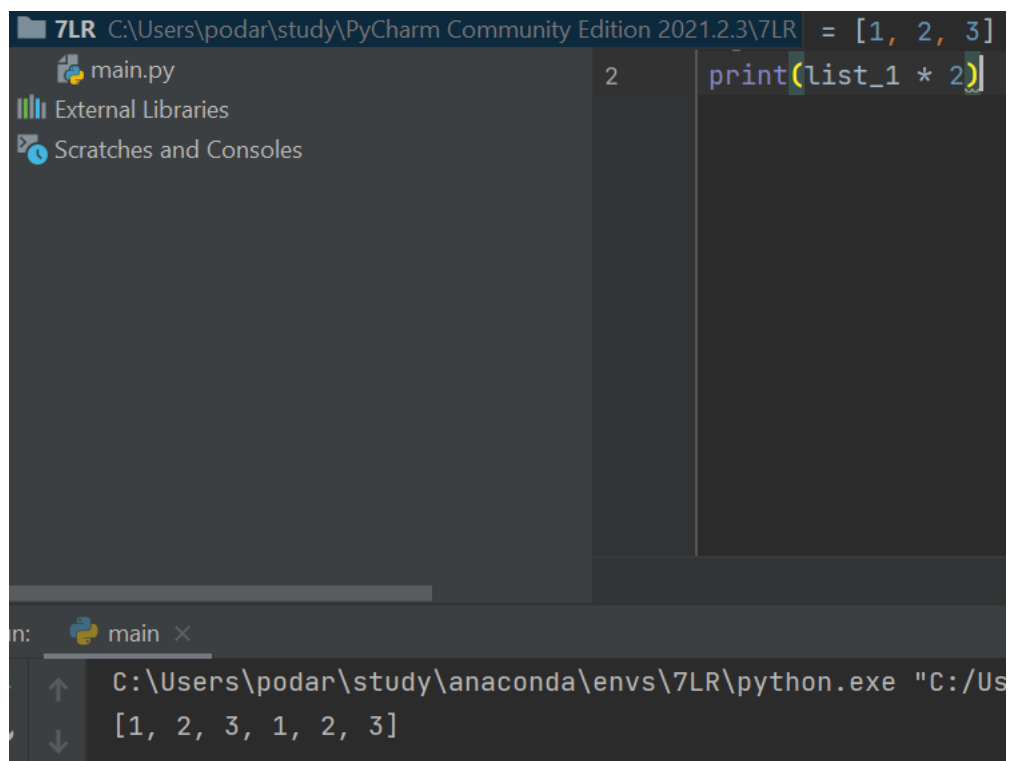 7LR C:\Users\podar\study\PyCharm Community Edition 2021.2.3\7LR = [1, 2, 3]
main.py
2 print(list_1 * 2)
External Libraries
Scratches and Consoles
un: main
C:\Users\podar\study\anaconda\envs\7LR\python.exe "C:/Us
[1, 2, 3, 1, 2, 3]